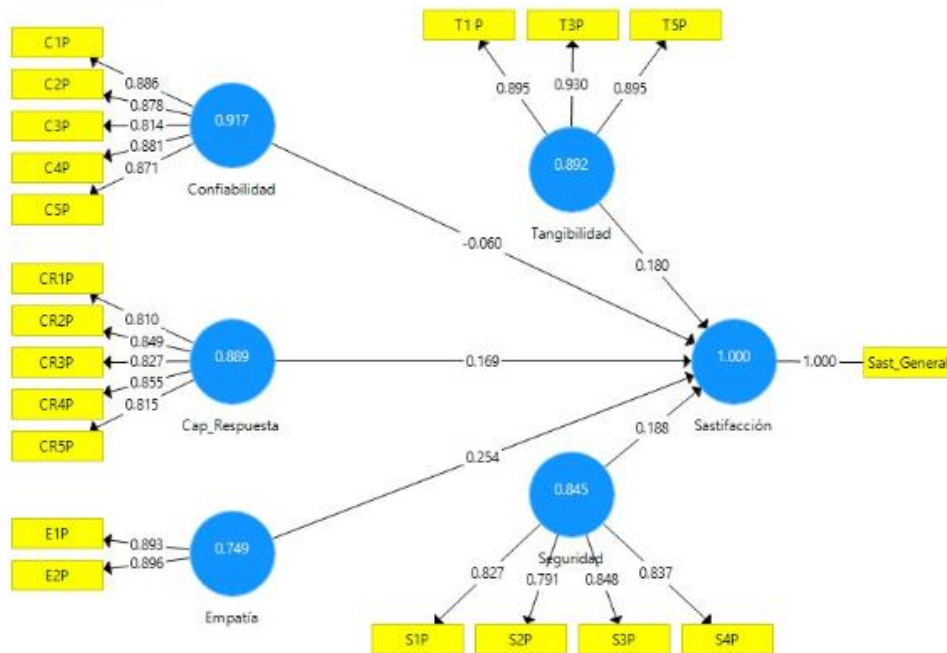 C1P
C2P
C3P
C4P
C5P
0.886
0.878
0.814
0.881
0.871
0.917
Confiabilidad
-0.060
T1 P
T3P
T5P
0.895
0.930
0.895
0.892
Tangibilidad
0.180
CR1P
CR2P
CR3P
CR4P
CR5P
0.810
0.849
0.827
0.855
0.815
0.889
Cap_Respuesta
0.169
1.000
Sastifacción
1.000
Sast_General
E1P
E2P
0.893
0.896
0.749
Empatía
0.254
0.188
0.845
Seguridad
0.827
0.791
0.848
0.837
S1P
S2P
S3P
S4P